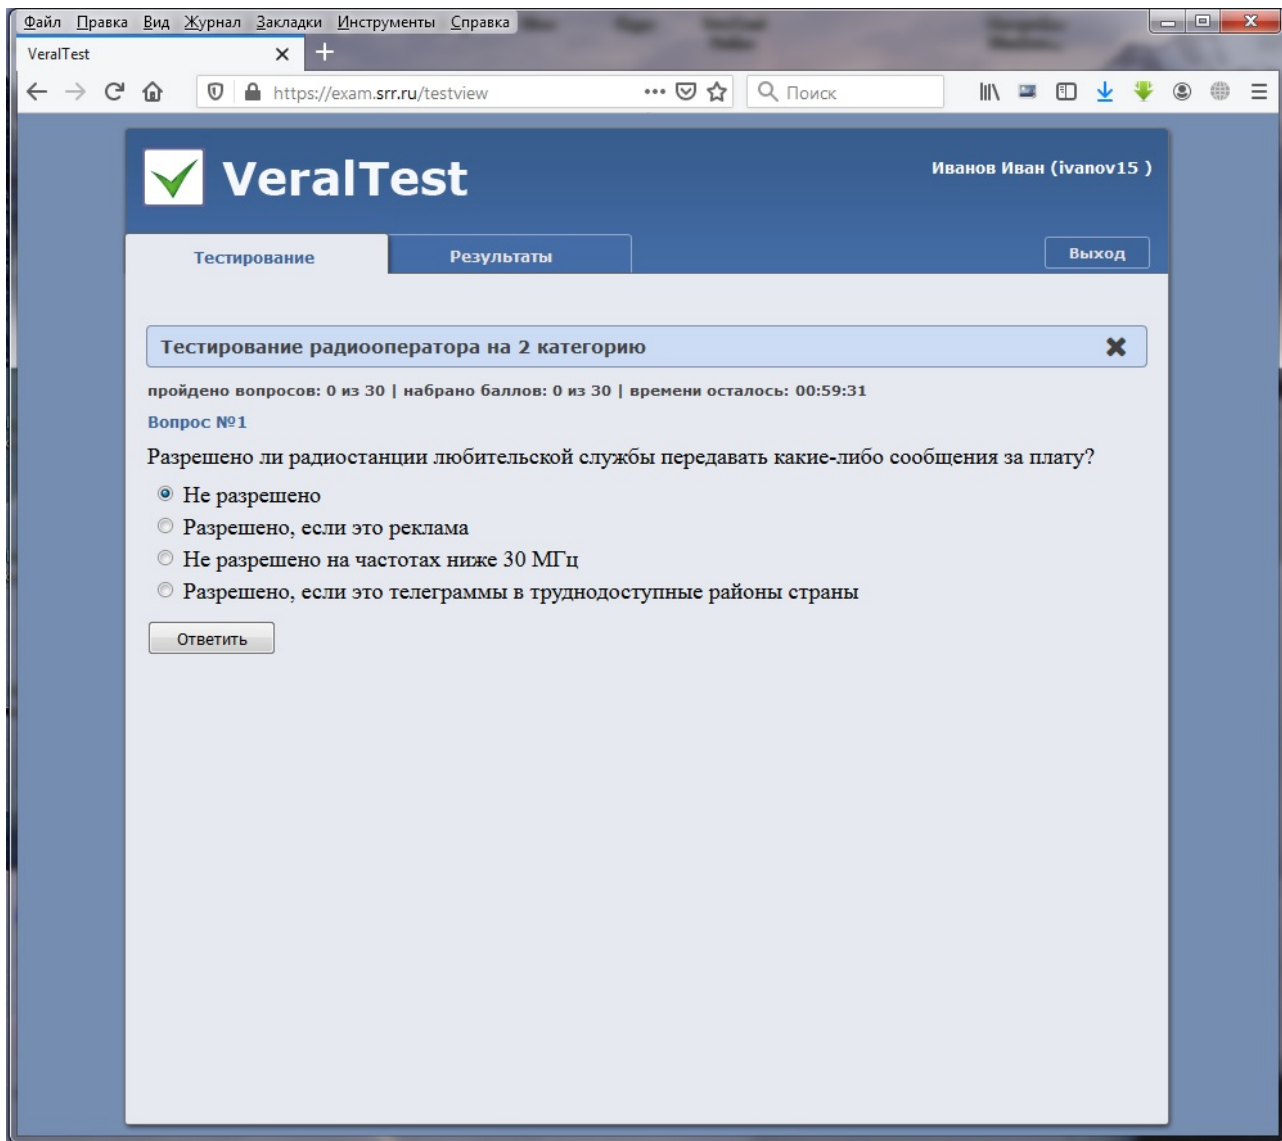 Файл Правка Вид Журнал Закладки Инструменты Справка
VeralTest
https://exam.srr.ru/testview
Поиск
VeralTest
Иванов Иван (ivanov15 )
Тестирование Результаты Выход
Тестирование радиооператора на 2 категорию
пройдено вопросов: 0 из 30 | набрано баллов: 0 из 30 | времени осталось: 00:59:31
Вопрос №1
Разрешено ли радиостанции любительской службы передавать какие-либо сообщения за плату?
Не разрешено
Разрешено, если это реклама
Не разрешено на частотах ниже 30 МГц
Разрешено, если это телеграммы в труднодоступные районы страны
Ответить